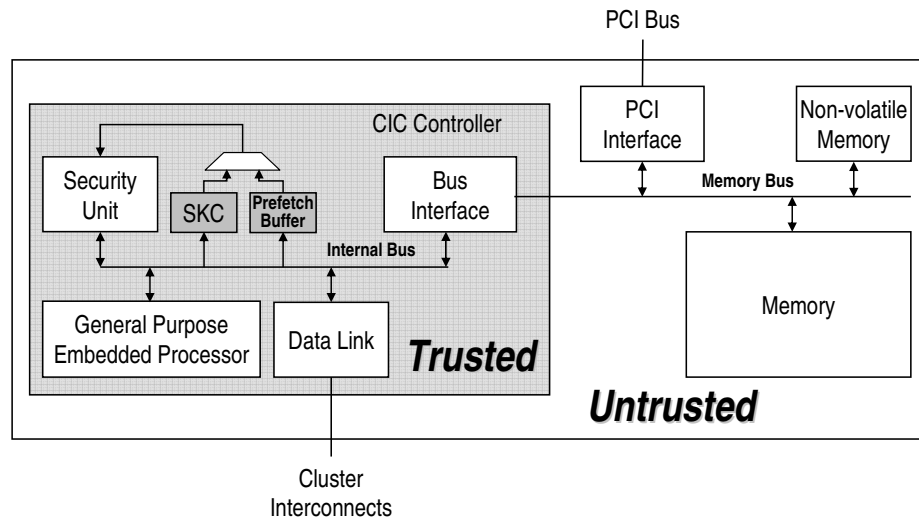 PCI Bus
CIC Controller
PCI
Interface
Non-volatile
Memory
Security
Unit
SKC
Prefetch
Buffer
Bus
Interface
Memory Bus
Internal Bus
General Purpose
Embedded Processor
Data Link
Trusted
Memory
Untrusted
Cluster
Interconnects